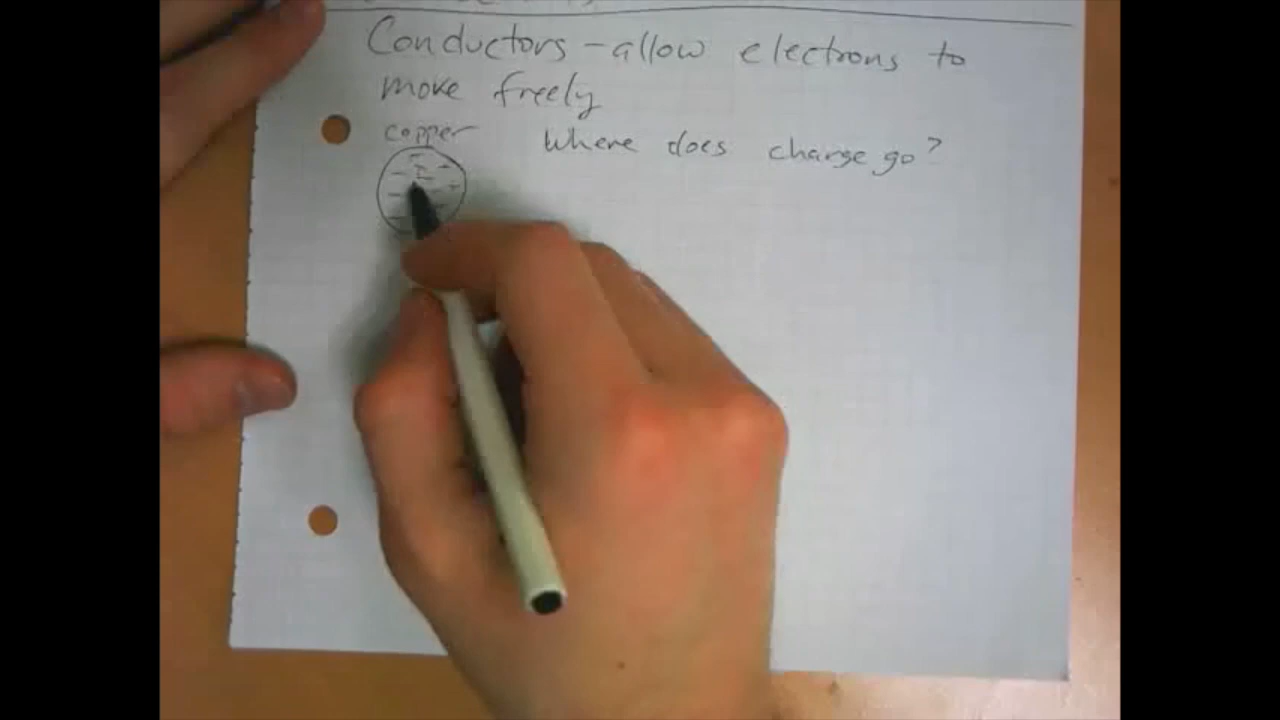 Conductors - allow electrons to
move freely
copper
Where does charge go?